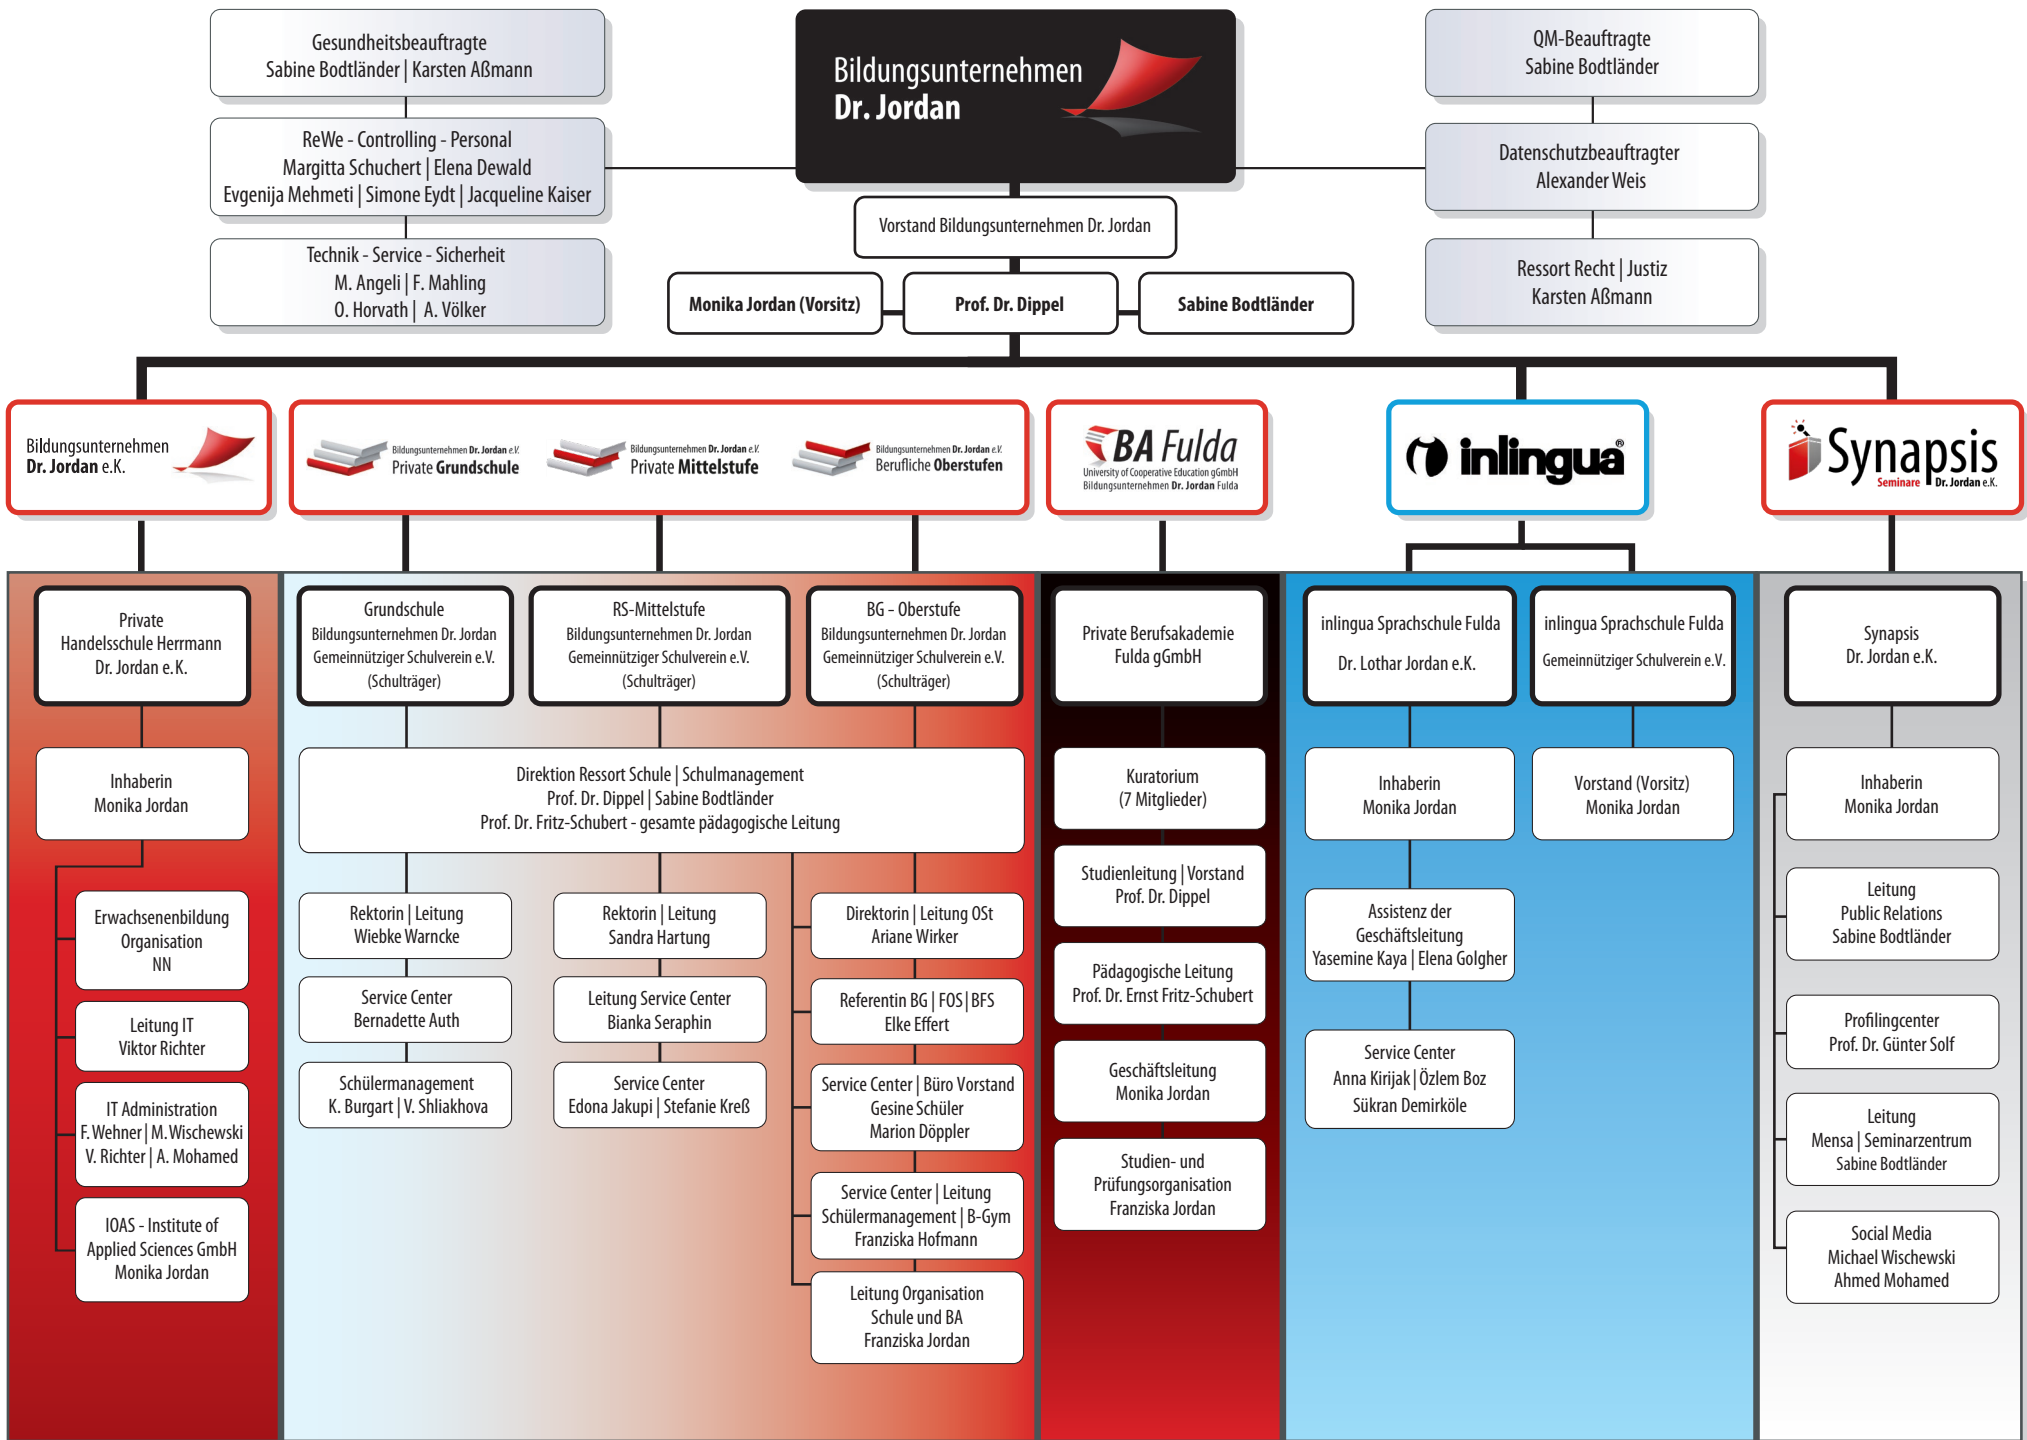 Gesundheitsbeauftragte
Sabine Bodtländer | Karsten Aßmann
ReWe - Controlling - Personal
Margitta Schuchert | Elena Dewald
Evgenija Mehmeti | Simone Eydt | Jacqueline Kaiser
Technik - Service - Sicherheit
M. Angeli | F. Mahling
O. Horvath | A. Völker
Bildungsunternehmen
Dr. Jordan
Vorstand Bildungsunternehmen Dr. Jordan
Monika Jordan (Vorsitz)
Prof. Dr. Dippel
Sabine Bodtländer
QM-Beauftragte
Sabine Bodtländer
Datenschutzbeauftragter
Alexander Weis
Ressort Recht | Justiz
Karsten Aßmann
Bildungsunternehmen
Dr. Jordan e.K.
Bildungsunternehmen Dr. Jordan e.V.
Private Grundschule
Bildungsunternehmen Dr. Jordan e.V.
Private Mittelstufe
Bildungsunternehmen Dr. Jordan e.V.
Berufliche Oberstufen
BA Fulda
University of Cooperative Education gGmbH
Bildungsunternehmen Dr. Jordan Fulda
inlingua®
Synapsis
Seminare Dr. Jordan e.K.
Private
Handelsschule Herrmann
Dr. Jordan e.K.
Inhaberin
Monika Jordan
Erwachsenenbildung
Organisation
NN
Leitung IT
Viktor Richter
IT Administration
F. Wehner | M. Wischewski
V. Richter | A. Mohamed
IOAS - Institute of
Applied Sciences GmbH
Monika Jordan
Grundschule
Bildungsunternehmen Dr. Jordan
Gemeinnütziger Schulverein e.V.
(Schulträger)
RS-Mittelstufe
Bildungsunternehmen Dr. Jordan
Gemeinnütziger Schulverein e.V.
(Schulträger)
BG - Oberstufe
Bildungsunternehmen Dr. Jordan
Gemeinnütziger Schulverein e.V.
(Schulträger)
Direktion Ressort Schule | Schulmanagement
Prof. Dr. Dippel | Sabine Bodtländer
Prof. Dr. Fritz-Schubert - gesamte pädagogische Leitung
Rektorin | Leitung
Wiebke Warncke
Service Center
Bernadette Auth
Schülermanagement
K. Burgart | V. Shliakhova
Rektorin | Leitung
Sandra Hartung
Leitung Service Center
Bianka Seraphin
Service Center
Edona Jakupi | Stefanie Kreß
Direktorin | Leitung OSt
Ariane Wirker
Referentin BG | FOS | BFS
Elke Effert
Service Center | Büro Vorstand
Gesine Schüler
Marion Döppler
Service Center | Leitung
Schülermanagement | B-Gym
Franziska Hofmann
Leitung Organisation
Schule und BA
Franziska Jordan
Private Berufsakademie
Fulda gGmbH
Kuratorium
(7 Mitglieder)
Studienleitung | Vorstand
Prof. Dr. Dippel
Pädagogische Leitung
Prof. Dr. Ernst Fritz-Schubert
Geschäftsleitung
Monika Jordan
Studien- und
Prüfungsorganisation
Franziska Jordan
inlingua Sprachschule Fulda
Dr. Lothar Jordan e.K.
Inhaberin
Monika Jordan
Assistenz der
Geschäftsleitung
Yasemine Kaya | Elena Golgher
Service Center
Anna Kirijak | Özlem Boz
Sükran Demirköle
inlingua Sprachschule Fulda
Gemeinnütziger Schulverein e.V.
Vorstand (Vorsitz)
Monika Jordan
Synapsis
Dr. Jordan e.K.
Inhaberin
Monika Jordan
Leitung
Public Relations
Sabine Bodtländer
Profilingcenter
Prof. Dr. Günter Solf
Leitung
Mensa | Seminarzentrum
Sabine Bodtländer
Social Media
Michael Wischewski
Ahmed Mohamed